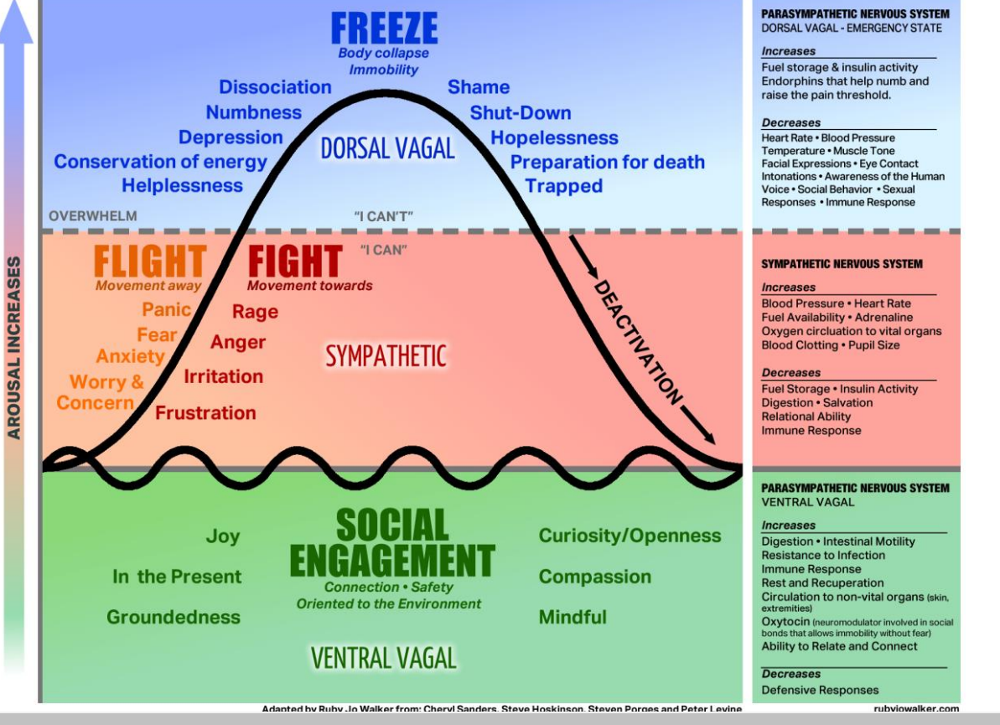 AROUSAL INCREASES
FREEZE
Body collapse
Immobility
Dissociation
Numbness
Depression
Conservation of energy
Helplessness
Shame
Shut-Down
Hopelessness
Preparation for death
Trapped
DORSAL VAGAL
OVERWHELM
"I CAN'T"
"I CAN"
FLIGHT
Movement away
Panic
Fear
Anxiety
Worry &
Concern
FIGHT
Movement towards
Rage
Anger
Irritation
Frustration
SYMPATHETIC
DEACTIVATION
SOCIAL
ENGAGEMENT
Connection • Safety
Oriented to the Environment
Joy
In the Present
Groundedness
Curiosity/Openness
Compassion
Mindful
VENTRAL VAGAL
PARASYMPATHETIC NERVOUS SYSTEM
DORSAL VAGAL - EMERGENCY STATE
Increases
Fuel storage & insulin activity
Endorphins that help numb and
raise the pain threshold.
Decreases
Heart Rate • Blood Pressure
Temperature • Muscle Tone
Facial Expressions • Eye Contact
Intonations • Awareness of the Human
Voice • Social Behavior • Sexual
Responses • Immune Response
SYMPATHETIC NERVOUS SYSTEM
Increases
Blood Pressure • Heart Rate
Fuel Availability • Adrenaline
Oxygen circluation to vital organs
Blood Clotting • Pupil Size
Decreases
Fuel Storage • Insulin Activity
Digestion • Salvation
Relational Ability
Immune Response
PARASYMPATHETIC NERVOUS SYSTEM
VENTRAL VAGAL
Increases
Digestion • Intestinal Motility
Resistance to Infection
Immune Response
Rest and Recuperation
Circulation to non-vital organs (skin,
extremities)
Oxytocin (neuromodulator involved in social
bonds that allows immobility without fear)
Ability to Relate and Connect
Decreases
Defensive Responses
Adapted by Ruby Jo Walker from: Cheryl Sanders, Steve Hoskinson, Steven Porges and Peter Levine
rubyjowalker.com